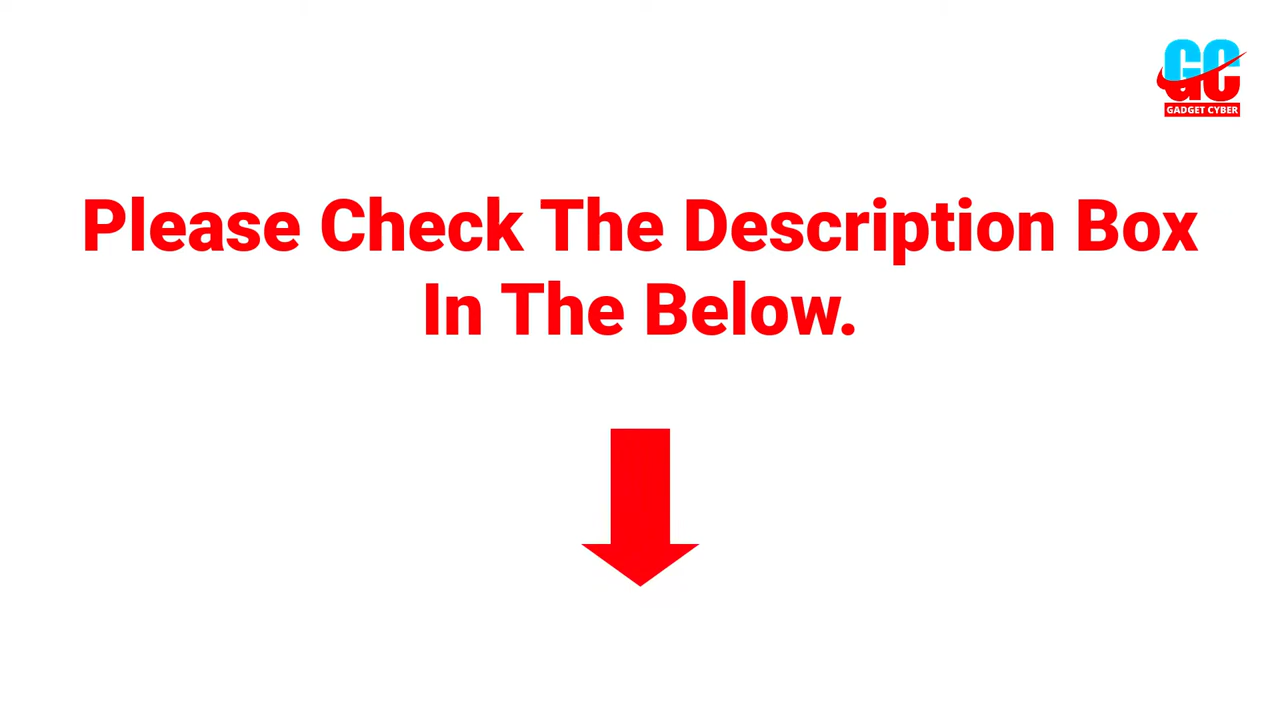 GC
GADGET CYBER
Please Check The Description Box
In The Below.